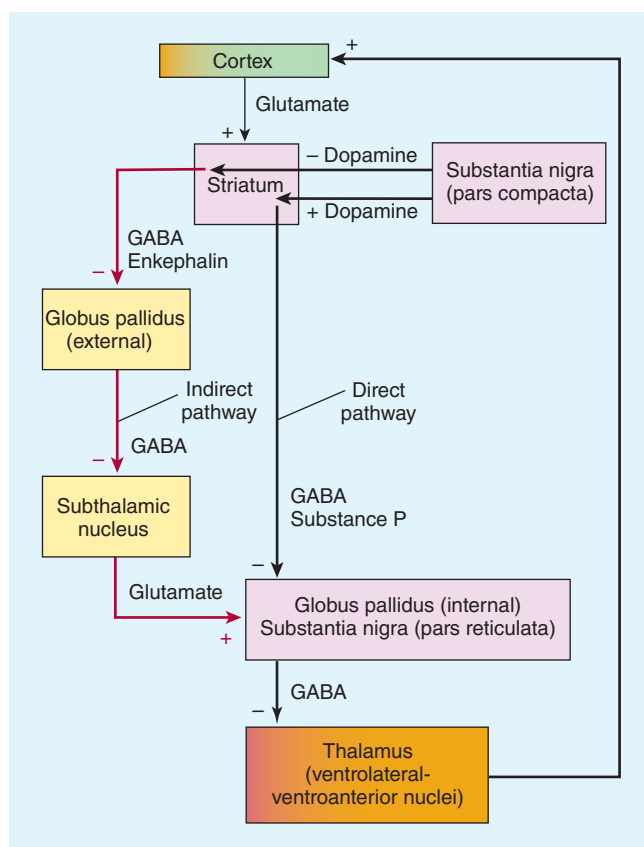 +
Cortex
Glutamate
+
– Dopamine
Striatum
Substantia nigra
(pars compacta)
+ Dopamine
GABA
Enkephalin
–
Globus pallidus
(external)
Indirect
pathway
Direct
pathway
GABA
–
Subthalamic
nucleus
GABA
Substance P
–
Glutamate
+
Globus pallidus (internal)
Substantia nigra (pars reticulata)
GABA
–
Thalamus
(ventrolateral-
ventroanterior nuclei)